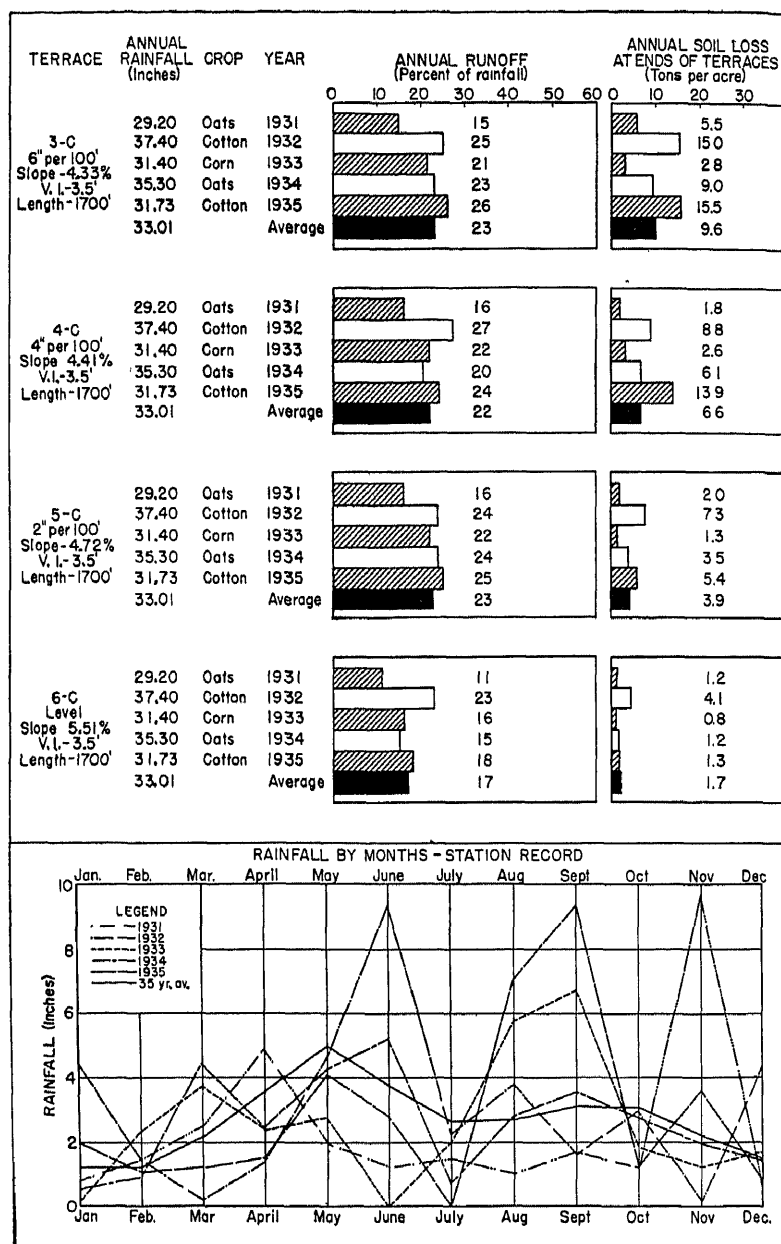 TERRACE ANNUAL RAINFALL (Inches) CROP YEAR ANNUAL RUNOFF (Percent of rainfall) ANNUAL SOIL LOSS AT ENDS OF TERRACES (Tons per acre)
0 10 20 30 40 50 60 0 10 20 30
3-C
6" per 100'
Slope-4.33%
V. I.-3.5'
Length-1700'
29.20 Oats 1931 15 5.5
37.40 Cotton 1932 25 15 0
31.40 Corn 1933 21 2 8
35.30 Oats 1934 23 9.0
31.73 Cotton 1935 26 15.5
33.01 Average 23 9.6
4-C
4" per 100'
Slope 4.41%
V.I.-3.5'
Length-1700'
29.20 Oats 1931 16 1.8
37.40 Cotton 1932 27 8 8
31.40 Corn 1933 22 2.6
35.30 Oats 1934 20 6 1
31.73 Cotton 1935 24 13 9
33.01 Average 22 6 6
5-C
2" per 100'
Slope-4.72%
V. I.-3.5'
Length-1700'
29.20 Oats 1931 16 2 0
37.40 Cotton 1932 24 7 3
31.40 Corn 1933 22 1.3
35.30 Oats 1934 24 3 5
31.73 Cotton 1935 25 5.4
33.01 Average 23 3.9
6-C
Level
Slope 5.51%
V. I.-3.5'
Length-1700'
29.20 Oats 1931 11 1.2
37.40 Cotton 1932 23 4.1
31.40 Corn 1933 16 0.8
35.30 Oats 1934 15 1.2
31.73 Cotton 1935 18 1.3
33.01 Average 17 1.7
RAINFALL BY MONTHS - STATION RECORD
Jan. Feb. Mar. April May June July Aug Sept Oct Nov Dec
10
8
6
4
2
0
RAINFALL (Inches)
LEGEND
1931
1932
1933
1934
1935
35 yr. av.
Jan Feb. Mar April May June July Aug Sept Oct Nov Dec.